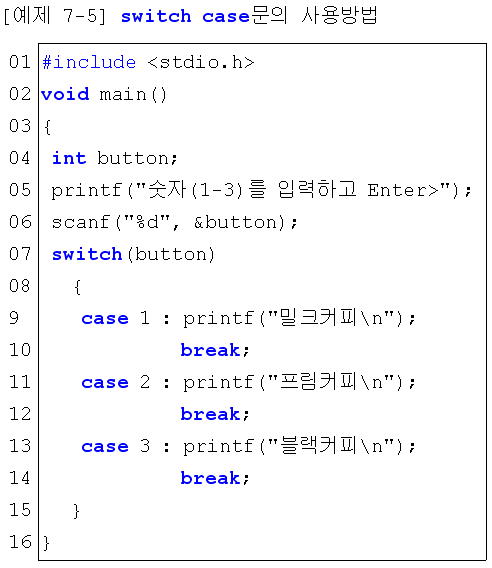 [예제 7-5] switch case문의 사용방법
01 #include <stdio.h>
02 void main()
03 {
04 int button;
05 printf("숫자(1-3)를 입력하고 Enter>");
06 scanf("%d", &button);
07 switch(button)
08 {
9 case 1 : printf("밀크커피\n");
10 break;
11 case 2 : printf("프림커피\n");
12 break;
13 case 3 : printf("블랙커피\n");
14 break;
15 }
16 }